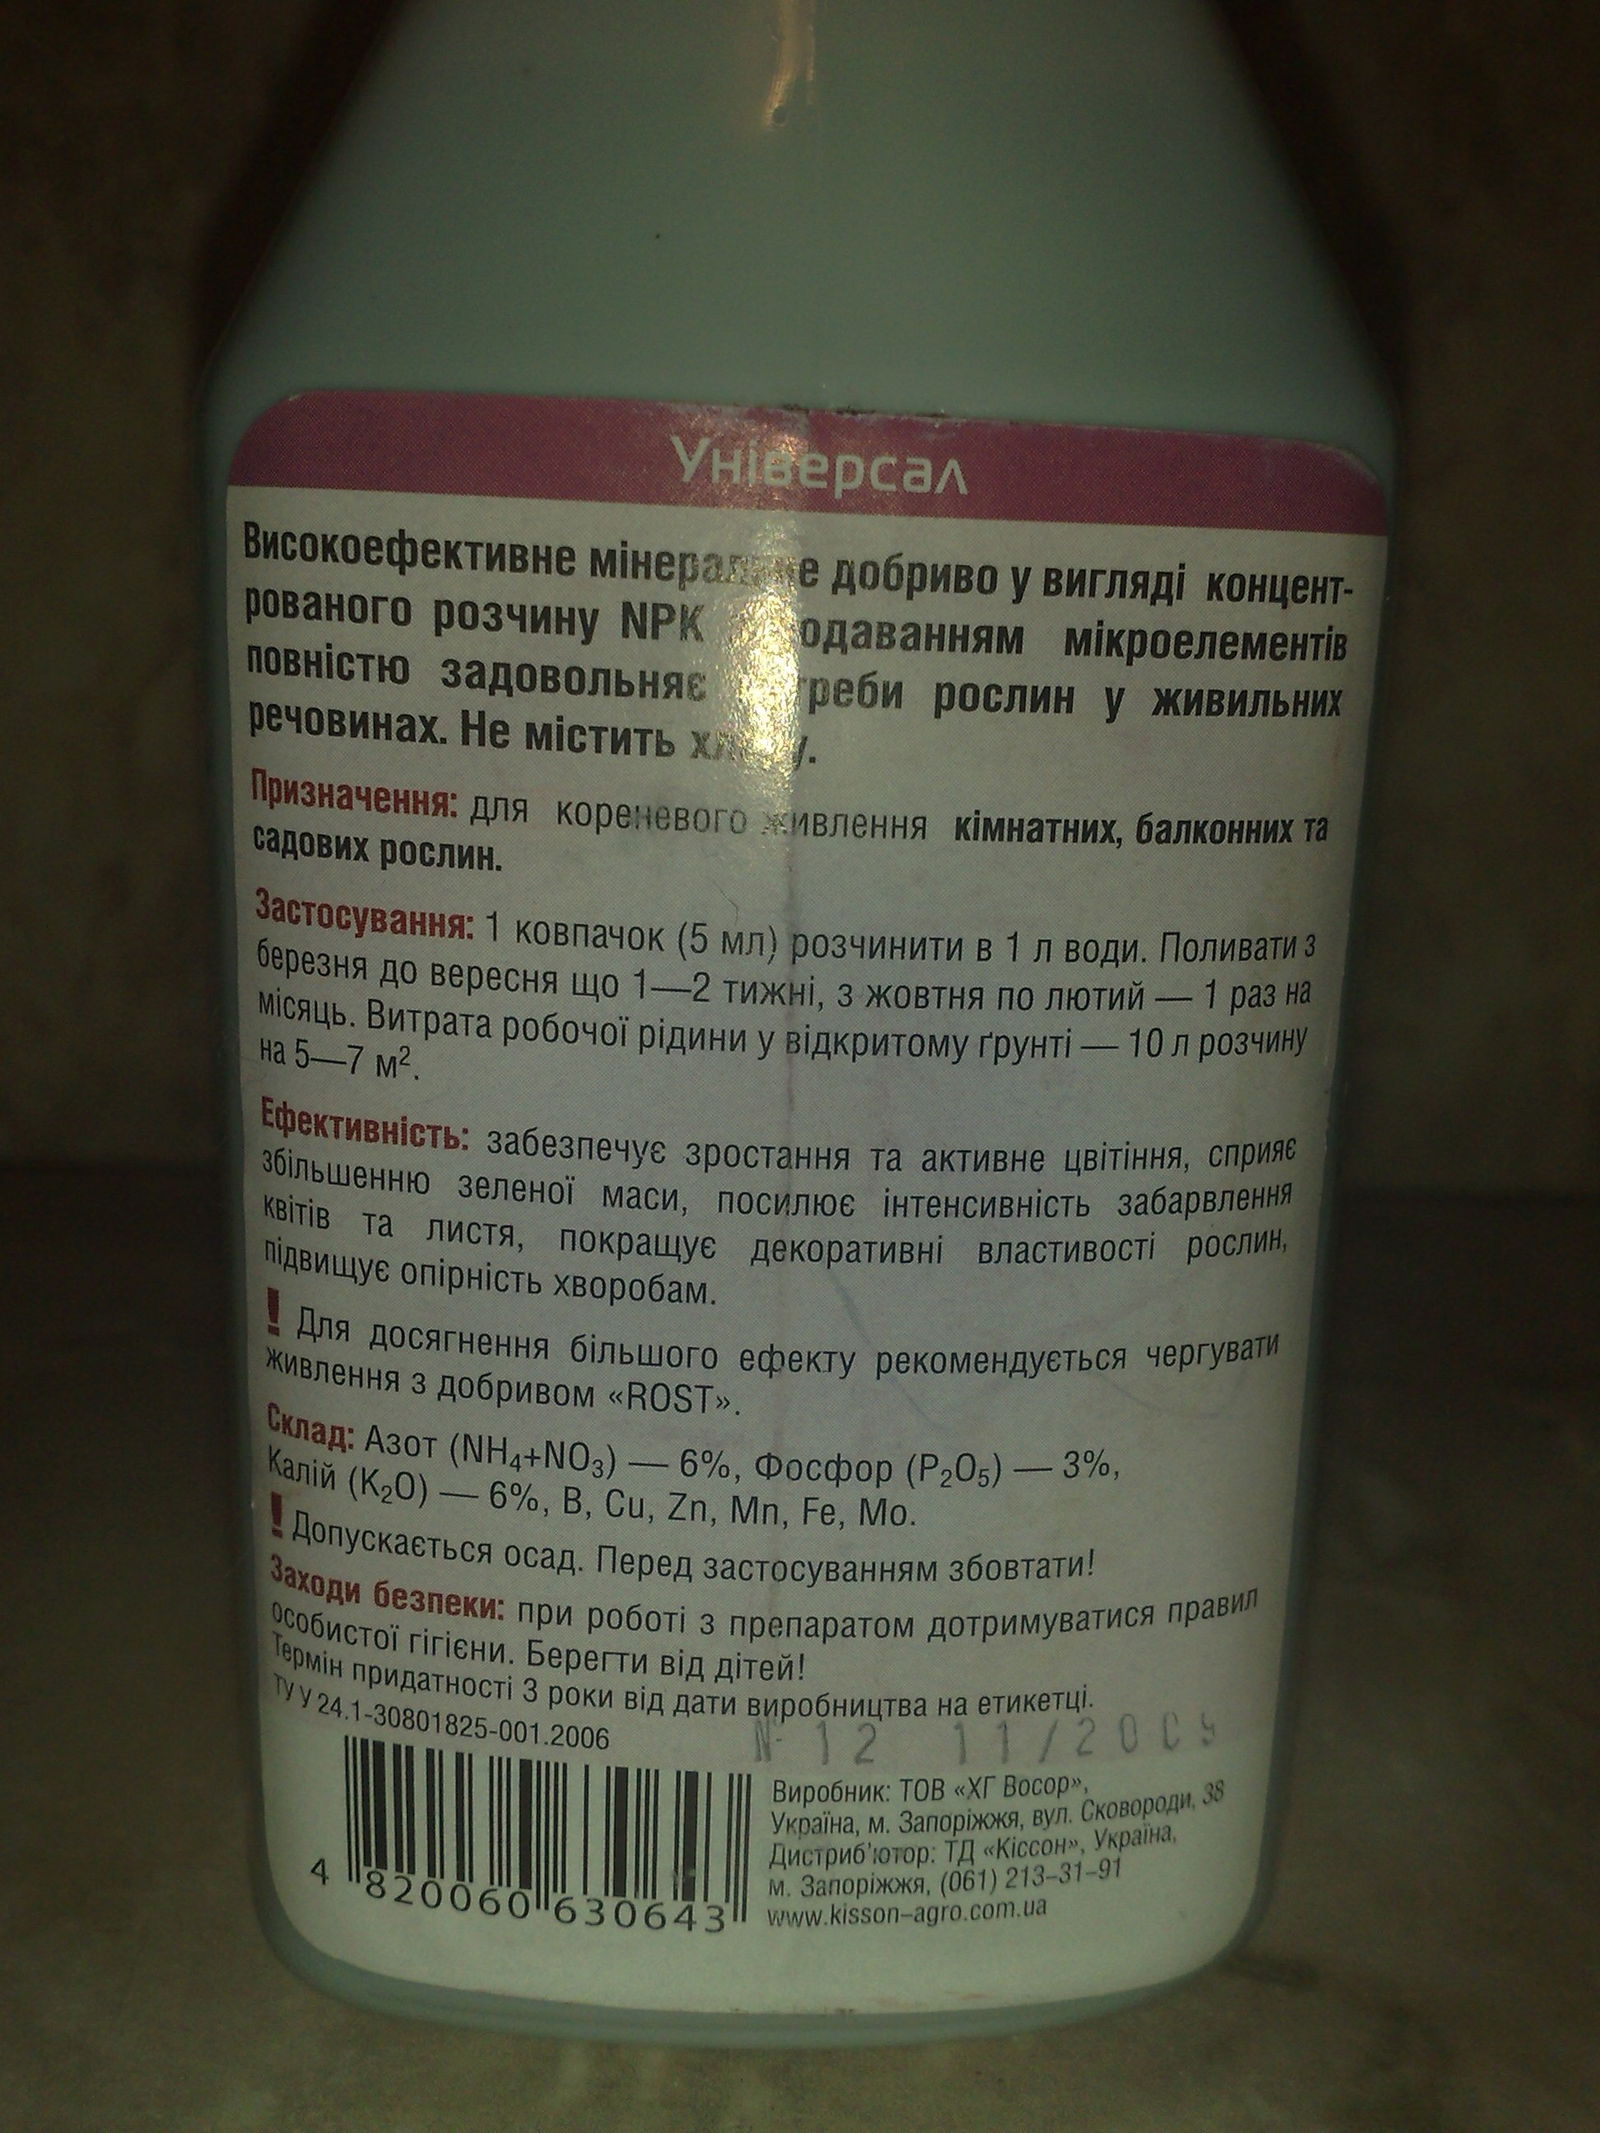 Універсал
Високоефективне добриво у вигляді концент-
рованого розчину NPK мікроелементів
повністю задовольняє рослин у живильних
речовинах. Не містить
Призначення: для кореневого живлення кімнатних, балконних та
садових рослин.
Застосування: 1 ковпачок (5 мл) розчинити в 1 л води. Поливати з
березня до вересня що 1—2 тижні, з жовтня по лютий — 1 раз на
місяць. Витрата робочої рідини у відкритому ґрунті — 10 л розчину
на 5—7 м².
Ефективність: забезпечує зростання та активне цвітіння, сприяє
збільшенню зеленої маси, посилює інтенсивність забарвлення
квітів та листя, покращує декоративні властивості рослин,
підвищує опірність хворобам.
! Для досягнення більшого ефекту рекомендується чергувати
живлення з добривом «ROST».
Склад: Азот (NH₄+NO₃) — 6%, Фосфор (P₂O₅) — 3%,
Калій (K₂O) — 6%, B, Cu, Zn, Mn, Fe, Mo.
! Допускається осад. Перед застосуванням збовтати!
Заходи безпеки: при роботі з препаратом дотримуватися правил
особистої гігієни. Берегти від дітей!
Термін придатності 3 роки від дати виробництва на етикетці.
ТУ У 24.1-30801825-001.2006
12 11/2009
Виробник: ТОВ «ХГ Восор»,
Україна, м. Запоріжжя, вул. Сковороди, 38
Дистриб'ютор: ТД «Кіссон», Україна,
м. Запоріжжя, (061) 213-31-91
www.kisson-agro.com.ua
4 820060 630643